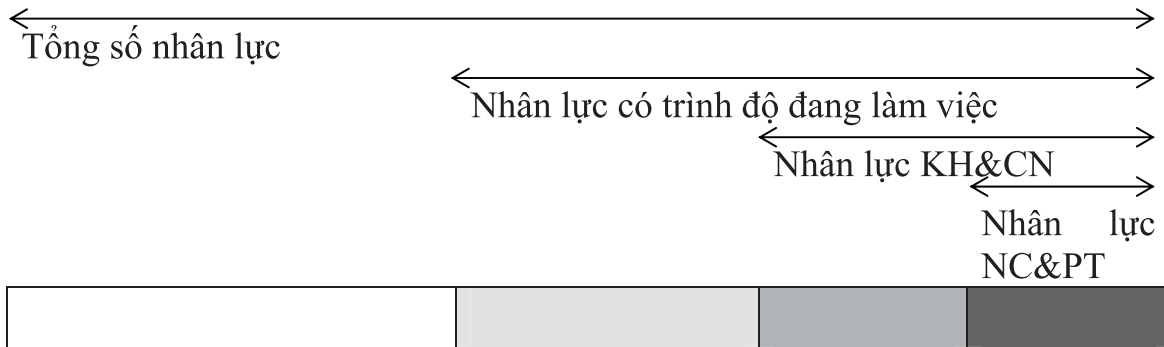 Tổng số nhân lực
Nhân lực có trình độ đang làm việc
Nhân lực KH&CN
Nhân lực
NC&PT